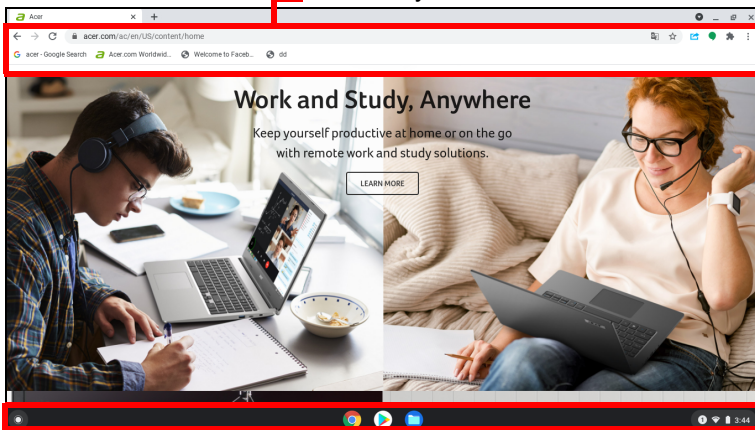 Acer
acer.com/ac/en/US/content/home
acer - Google Search Acer.com Worldwid... Welcome to Faceb... dd
Work and Study, Anywhere
Keep yourself productive at home or on the go
with remote work and study solutions.
LEARN MORE
1 3:44